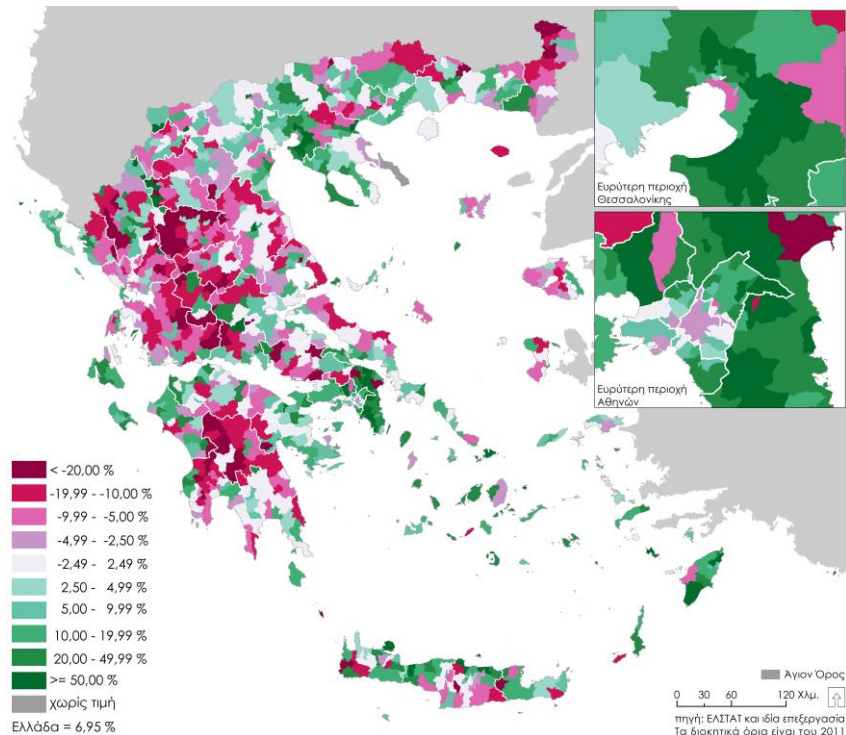 Ευρύτερη περιοχή
Θεσσαλονίκης
Ευρύτερη περιοχή
Αθηνών
< -20,00 %
-19,99 - -10,00 %
-9,99 - -5,00 %
-4,99 - -2,50 %
-2,49 - 2,49 %
2,50 - 4,99 %
5,00 - 9,99 %
10,00 - 19,99 %
20,00 - 49,99 %
>= 50,00 %
χωρίς τιμή
Ελλάδα = 6,95 %
Άγιον Όρος
0 30 60 120 Χλμ.
πηγή: ΕΛΣΤΑΤ και ιδία επεξεργασία
Τα διοικητικά όρια είναι του 2011